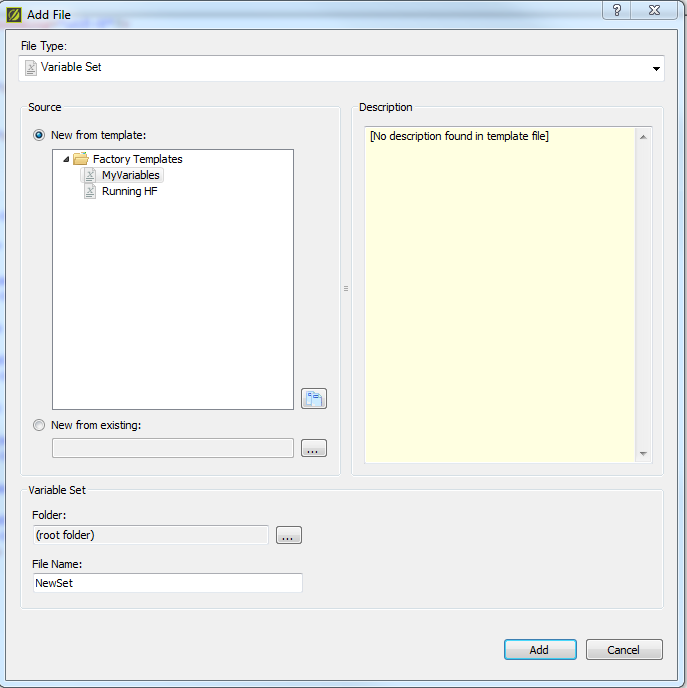 Add File
?
File Type:
Variable Set
Source
New from template:
Factory Templates
MyVariables
Running HF
New from existing:
...
Description
[No description found in template file]
Variable Set
Folder:
(root folder)
...
File Name:
NewSet
Add
Cancel